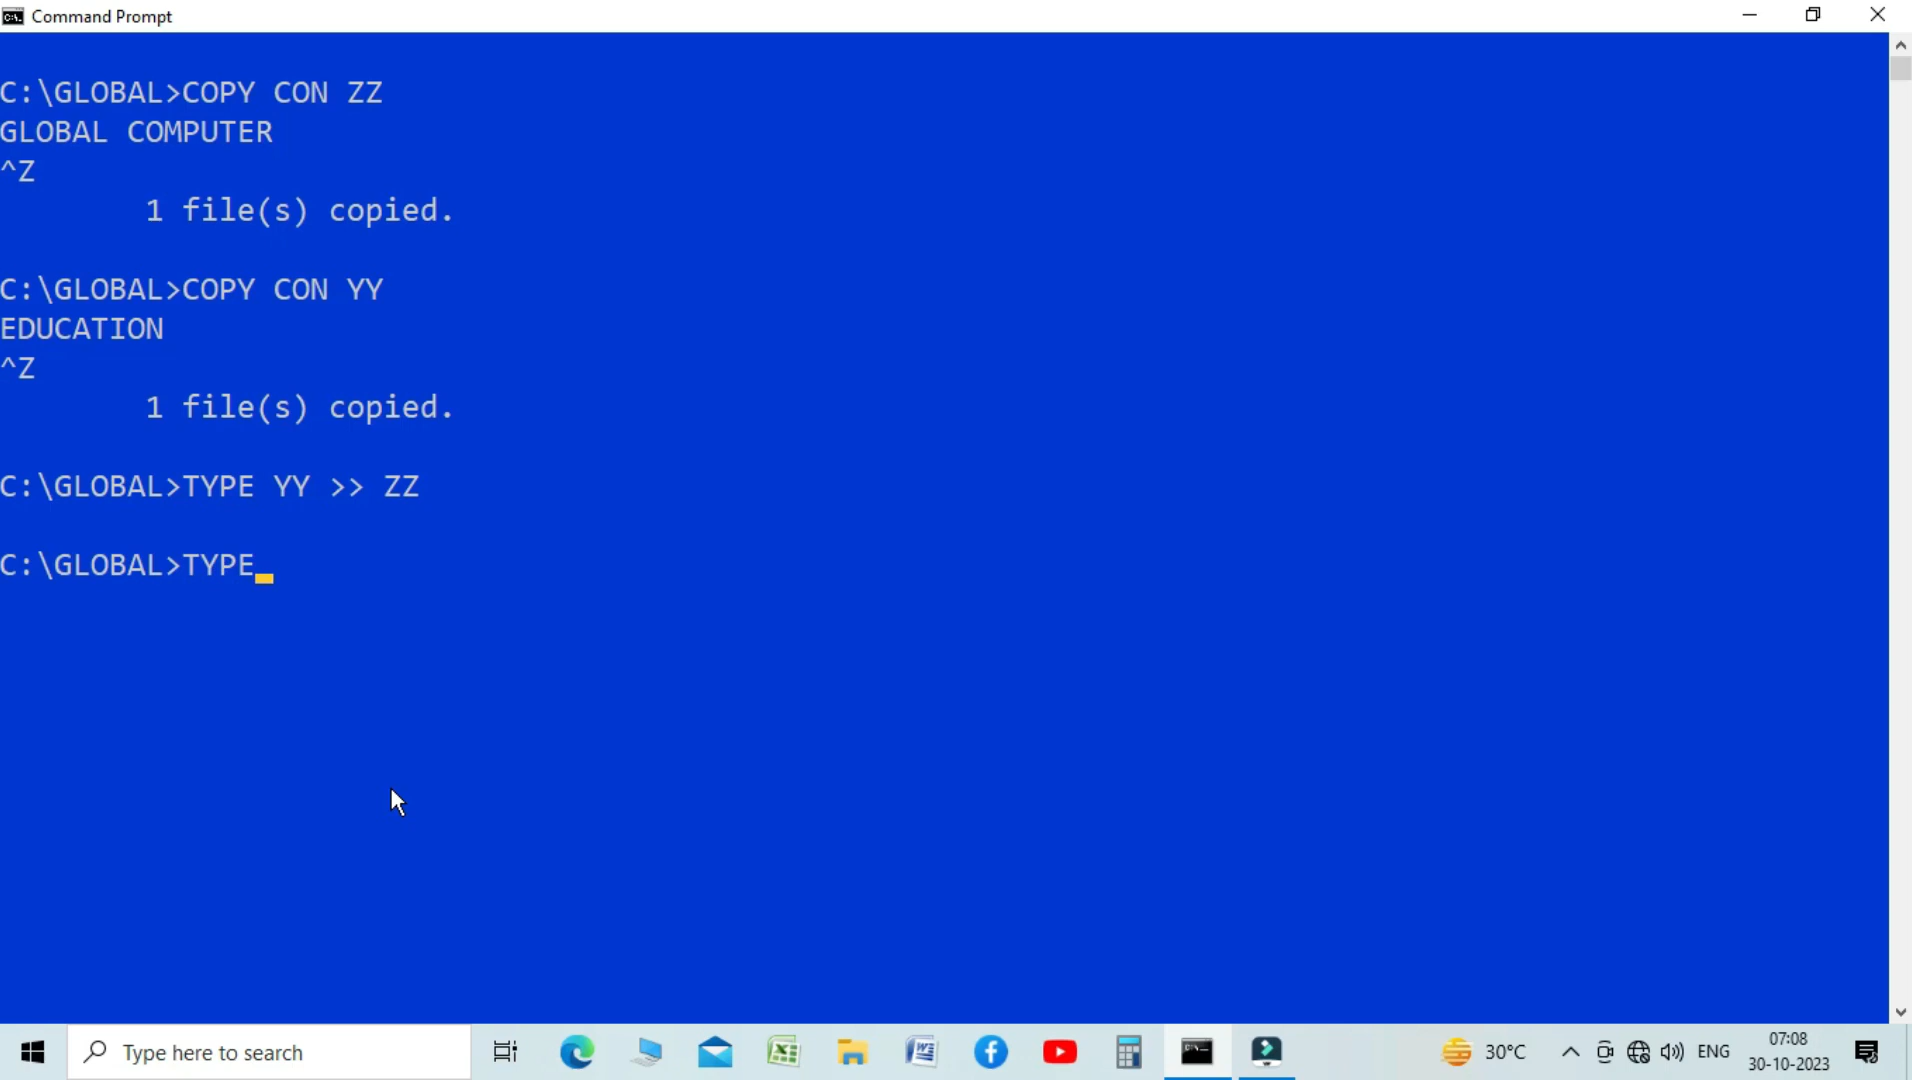 Command Prompt
C:\GLOBAL>COPY CON ZZ
GLOBAL COMPUTER
^Z
        1 file(s) copied.
C:\GLOBAL>COPY CON YY
EDUCATION
^Z
        1 file(s) copied.
C:\GLOBAL>TYPE YY >> ZZ
C:\GLOBAL>TYPE
Type here to search
30°C
ENG
07:08
30-10-2023